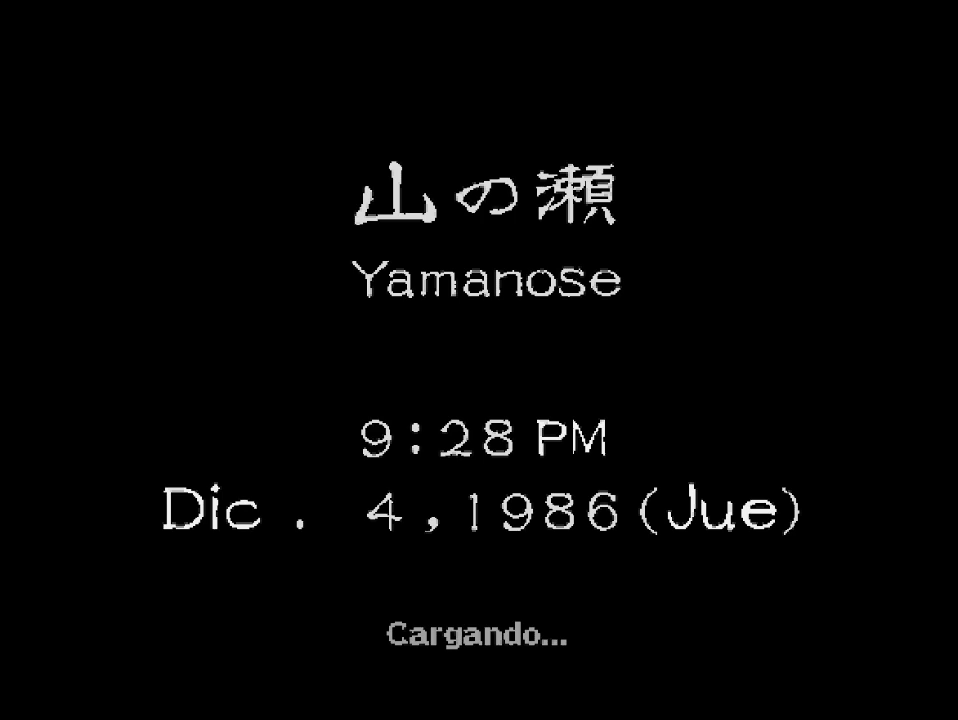 山の瀬
Yamanose
9:28 PM
Dic. 4,1986(Jue)
Cargando...